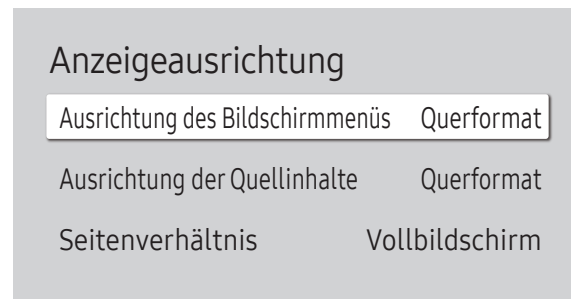 Anzeigeausrichtung
Ausrichtung des Bildschirmmenüs Querformat
Ausrichtung der Quellinhalte Querformat
Seitenverhältnis Vollbildschirm